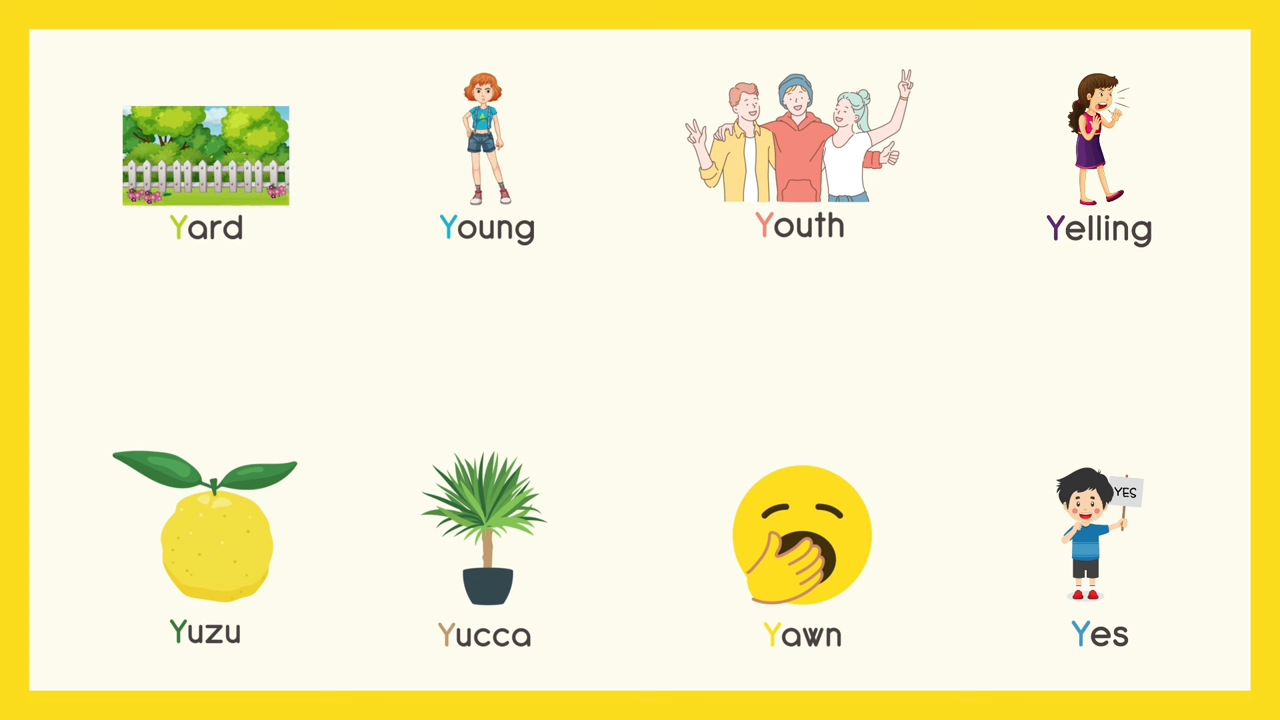 Yard
Young
Youth
Yelling
YES
Yuzu
Yucca
Yawn
Yes